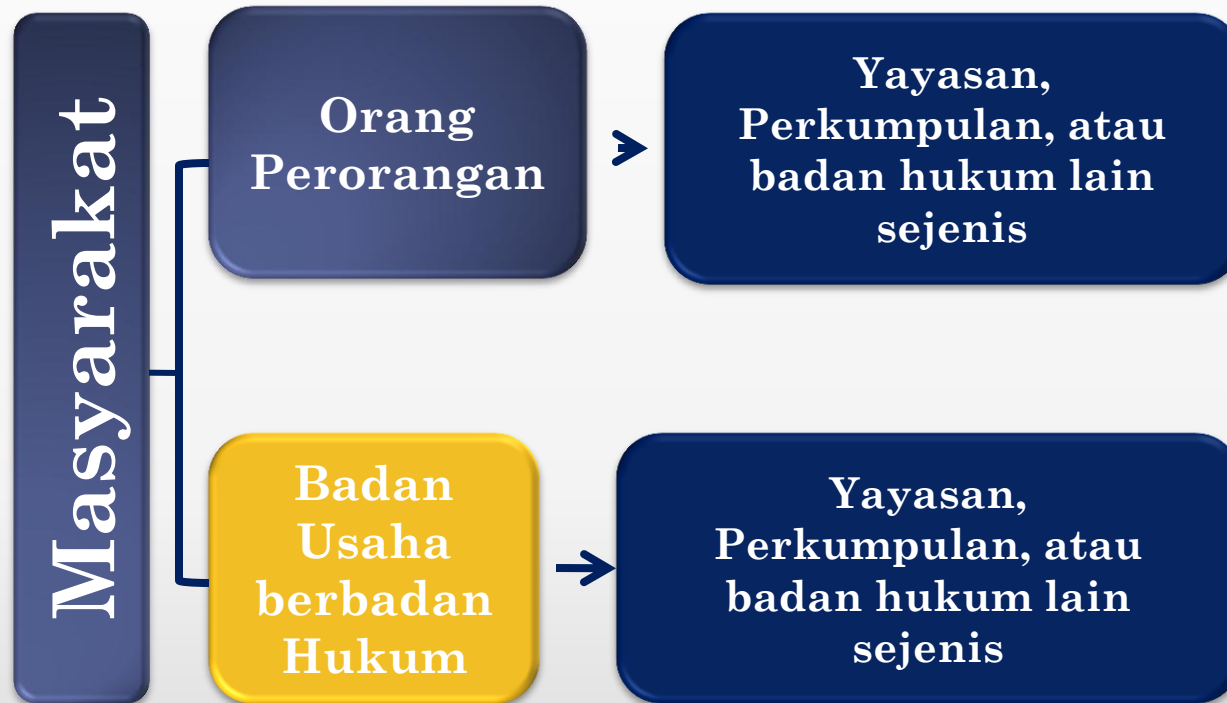 Masyarakat
Orang
Perorangan
Yayasan,
Perkumpulan, atau
badan hukum lain
sejenis
Badan
Usaha
berbadan
Hukum
Yayasan,
Perkumpulan, atau
badan hukum lain
sejenis